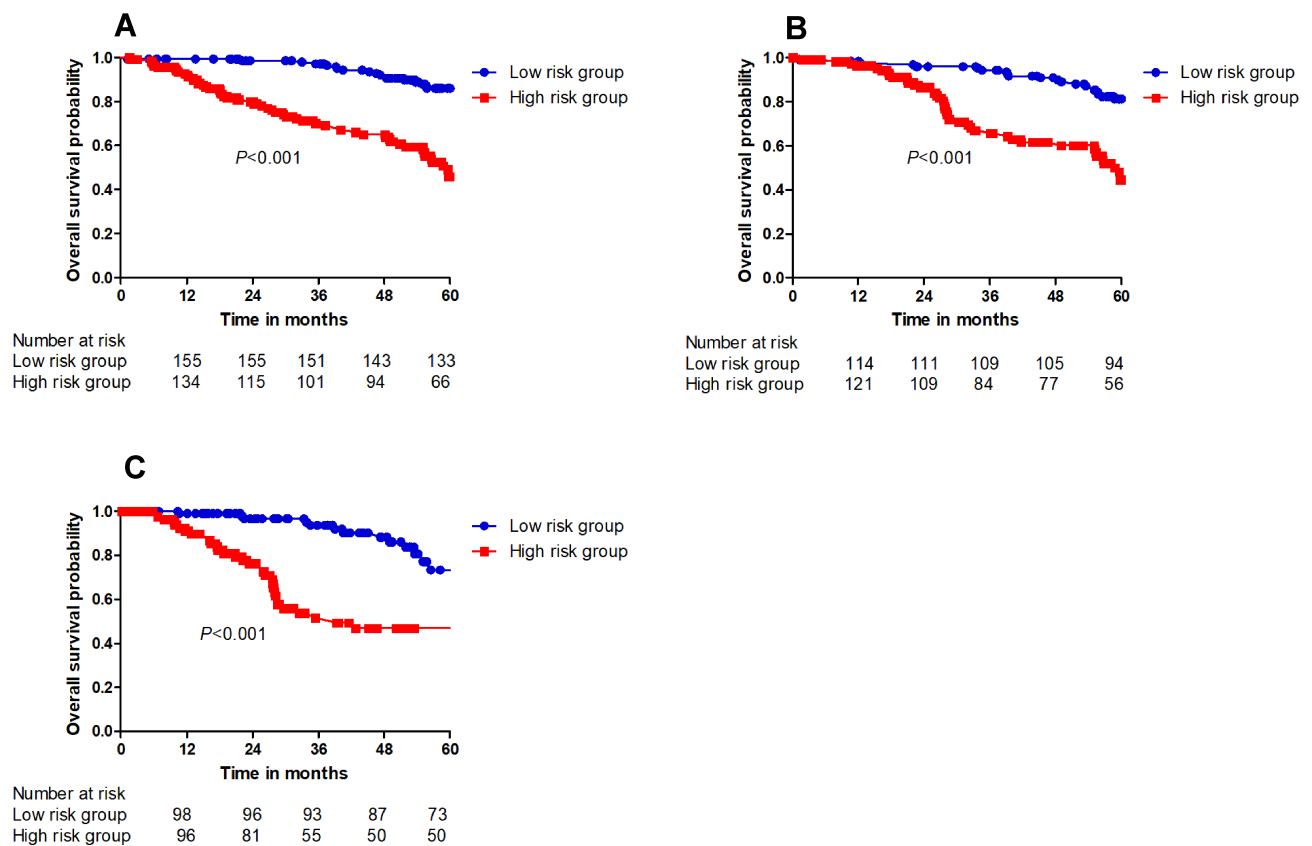 A
Overall survival probability
1.0
0.8
0.6
0.4
0.2
0.0
P<0.001
Low risk group
High risk group
0 12 24 36 48 60
Time in months
Number at risk
Low risk group 155 155 151 143 133
High risk group 134 115 101 94 66
B
Overall survival probability
1.0
0.8
0.6
0.4
0.2
0.0
P<0.001
Low risk group
High risk group
0 12 24 36 48 60
Time in months
Number at risk
Low risk group 114 111 109 105 94
High risk group 121 109 84 77 56
C
Overall survival probability
1.0
0.8
0.6
0.4
0.2
0.0
P<0.001
Low risk group
High risk group
0 12 24 36 48 60
Time in months
Number at risk
Low risk group 98 96 93 87 73
High risk group 96 81 55 50 50